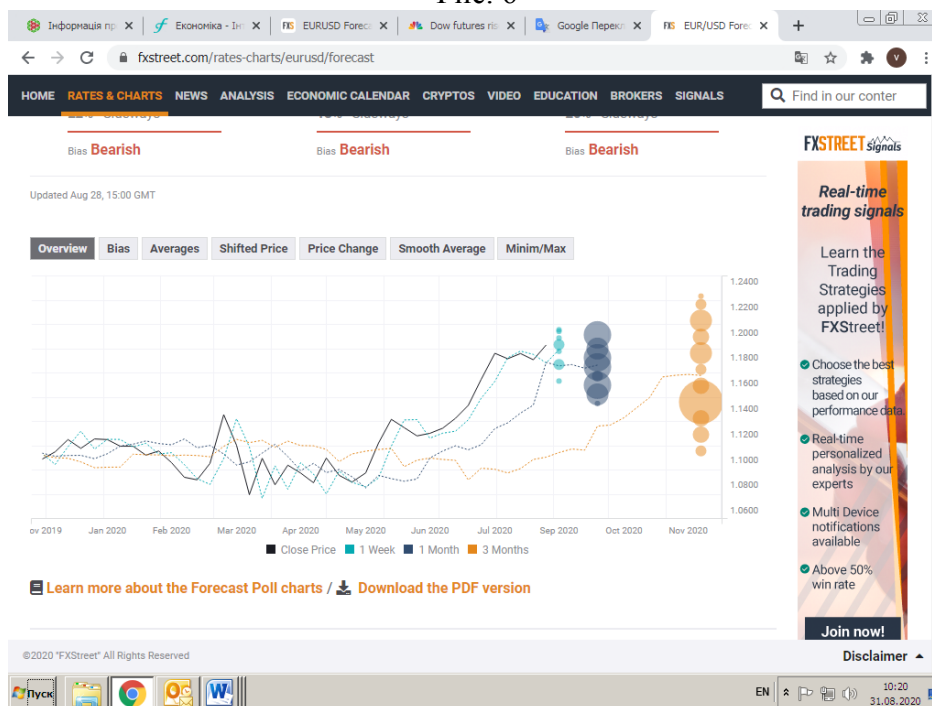 Рис. 6
Інформація пр
Економіка - Ін
EURUSD Foreca
Dow futures ris
Google Перекл
EUR/USD Forec
fxstreet.com/rates-charts/eurusd/forecast
HOME RATES & CHARTS NEWS ANALYSIS ECONOMIC CALENDAR CRYPTOS VIDEO EDUCATION BROKERS SIGNALS Find in our conter
Bias Bearish Bias Bearish Bias Bearish
Updated Aug 28, 15:00 GMT
Overview Bias Averages Shifted Price Price Change Smooth Average Minim/Max
1.2400
1.2200
1.2000
1.1800
1.1600
1.1400
1.1200
1.1000
1.0800
1.0600
ov 2019 Jan 2020 Feb 2020 Mar 2020 Apr 2020 May 2020 Jun 2020 Jul 2020 Sep 2020 Oct 2020 Nov 2020
Close Price 1 Week 1 Month 3 Months
Learn more about the Forecast Poll charts / Download the PDF version
FXSTREET Signals
Real-time
trading signals
Learn the
Trading
Strategies
applied by
FXStreet!
Choose the best
strategies
based on our
performance data.
Real-time
personalized
analysis by our
experts
Multi Device
notifications
available
Above 50%
win rate
Join now!
©2020 "FXStreet" All Rights Reserved
Disclaimer
Пуск
EN
10:20
31.08.2020